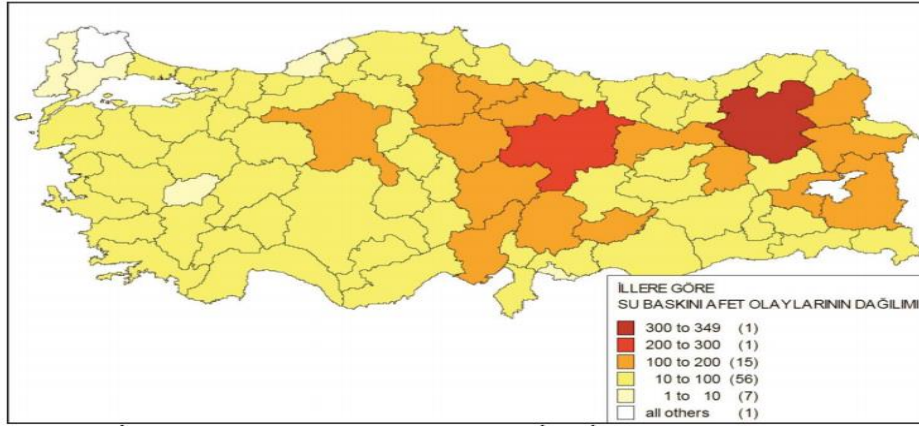 İLLERE GÖRE
SU BASKINI AFET OLAYLARININ DAĞILIMI
300 to 349 (1)
200 to 300 (1)
100 to 200 (15)
10 to 100 (56)
1 to 10 (7)
all others (1)